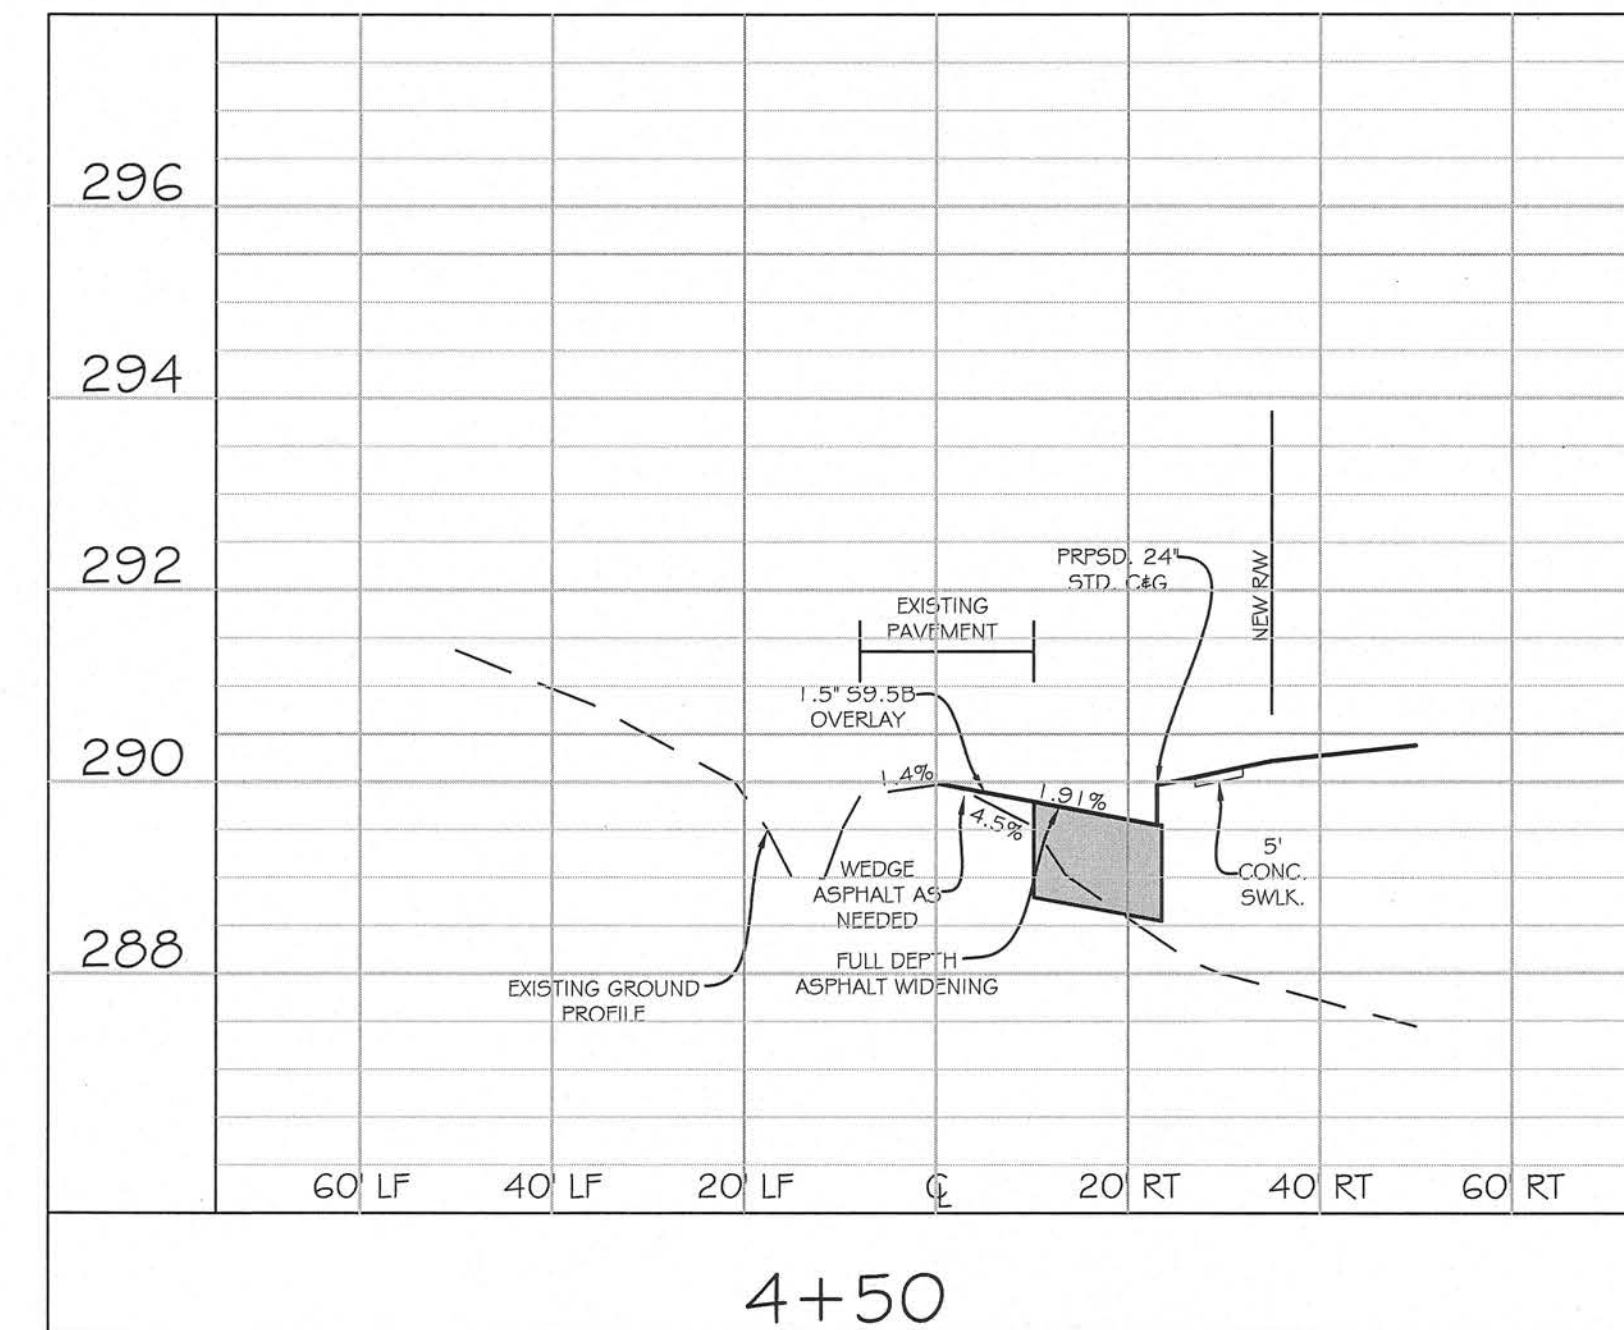 296
294
292
290
288
PRPSD. 24"
STD. C&G
NEW R/W
EXISTING
PAVEMENT
1.5" S9.5B
OVERLAY
1.4%
1.91%
4.5%
WEDGE
ASPHALT AS
NEEDED
5'
CONC.
SWLK.
FULL DEPTH
ASPHALT WIDENING
EXISTING GROUND
PROFILE
60 LF 40 LF 20 LF ℄ 20 RT 40 RT 60 RT
4+50